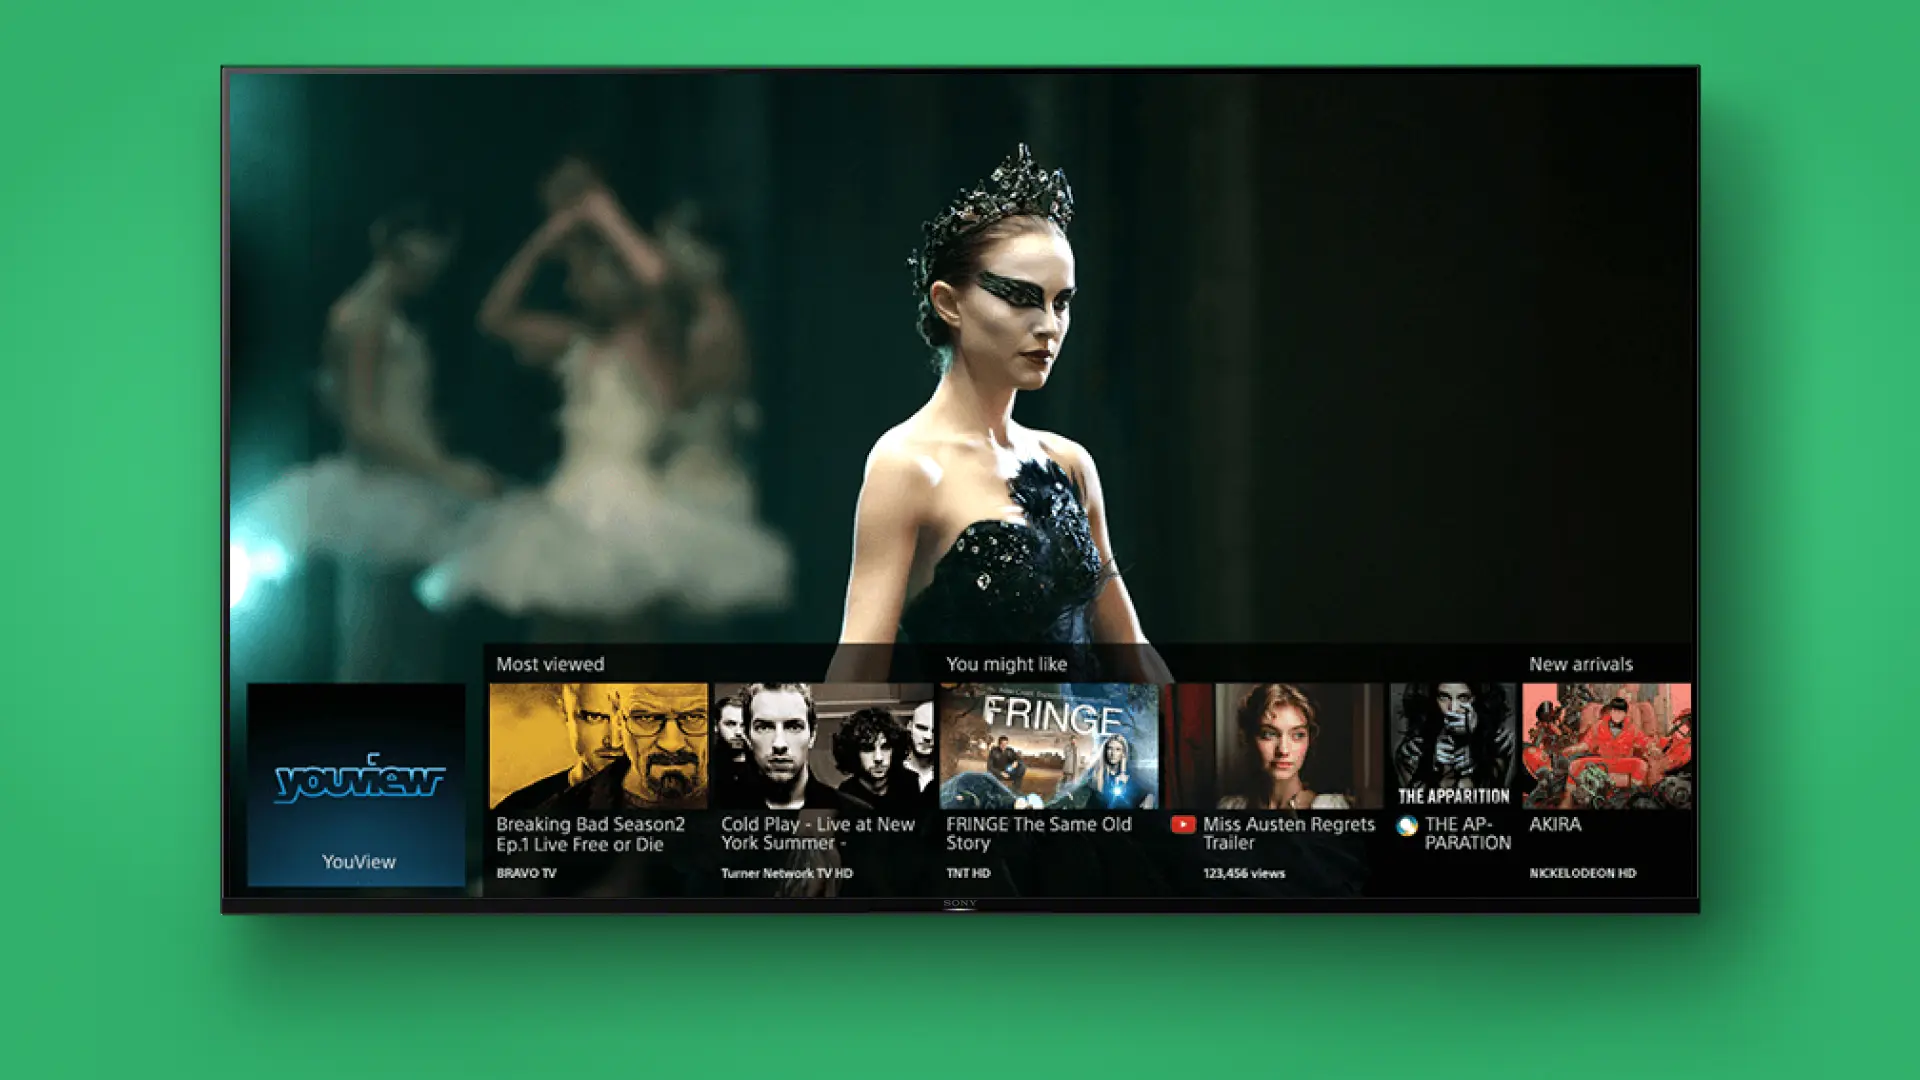 Most viewed
You might like
New arrivals
youview
YouView
Breaking Bad Season2
Ep.1 Live Free or Die
BRAVO TV
Cold Play - Live at New
York Summer -
Turner Network TV HD
FRINGE
FRINGE The Same Old
Story
TNT HD
Miss Austen Regrets
Trailer
123,456 views
THE APPARITION
THE AP-
PARATION
AKIRA
NICKELODEON HD
SONY